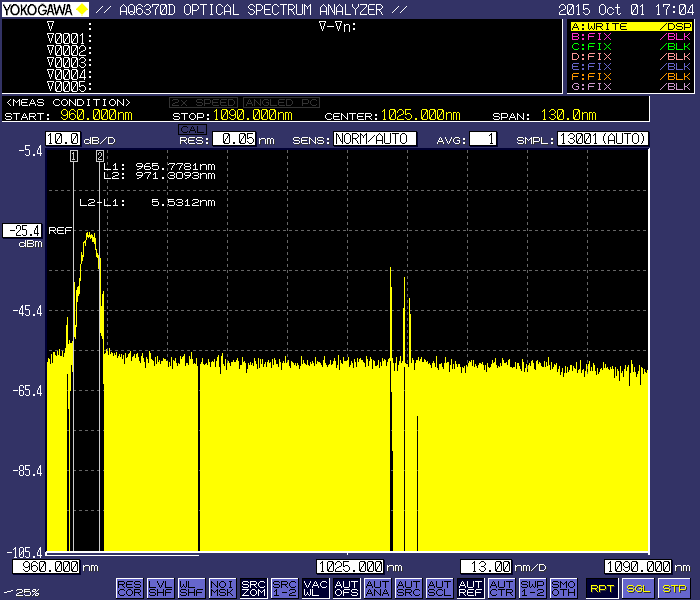 YOKOGAWA // AQ6370D OPTICAL SPECTRUM ANALYZER // 2015 Oct 01 17:04
▽ : ▽-▽n:
▽0001:
▽0002:
▽0003:
▽0004:
▽0005:
A:WRITE /DSP
B:FIX /BLK
C:FIX /BLK
D:FIX /BLK
E:FIX /BLK
F:FIX /BLK
G:FIX /BLK
<MEAS CONDITION> 2X SPEED ANGLED PC
START: 960.000nm STOP:1090.000nm CENTER:1025.000nm SPAN: 130.0nm
CAL
10.0 dB/D RES: 0.05 nm SENS: NORM/AUTO AVG: 1 SMPL: 13001(AUTO)
-5.4
1 2
L1: 965.7781nm
L2: 971.3093nm
L2-L1: 5.5312nm
-25.4 REF
dBm
-45.4
-65.4
-85.4
-105.4
960.000 nm 1025.000 nm 13.00 nm/D 1090.000 nm
~25%
RES COR
LVL SHF
WL SHF
NOI MSK
SRC ZOM
SRC 1-2
VAC WL
AUT OFS
AUT ANA
AUT SRC
AUT SCL
AUT REF
AUT CTR
SWP 1-2
SMO OTH
RPT
SGL
STP